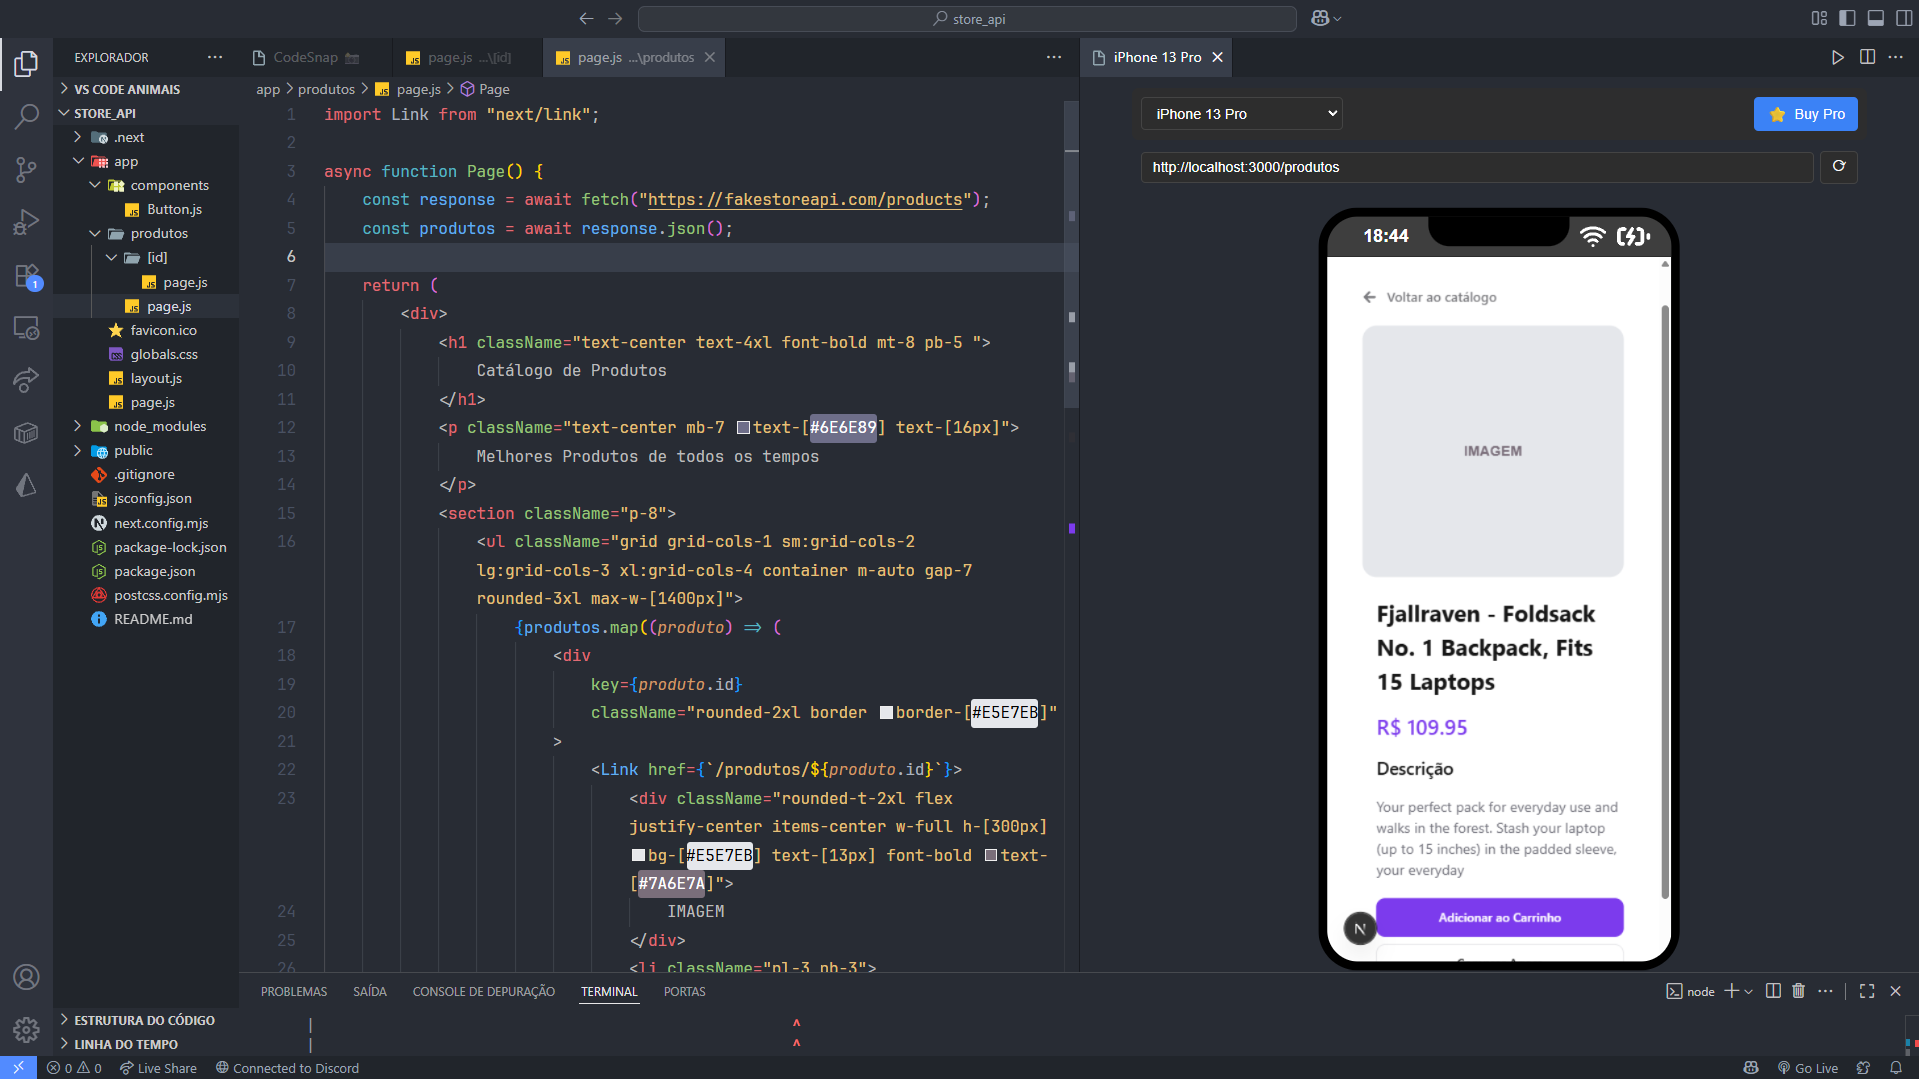 store_api
EXPLORADOR
CodeSnap
page.js ...\[id]
page.js ...\produtos
iPhone 13 Pro
VS CODE ANIMAIS
STORE_API
.next
app
components
Button.js
produtos
[id]
page.js
page.js
favicon.ico
globals.css
layout.js
page.js
node_modules
public
.gitignore
jsconfig.json
next.config.mjs
package-lock.json
package.json
postcss.config.mjs
README.md
ESTRUTURA DO CÓDIGO
LINHA DO TEMPO
app > produtos > page.js > Page
1 import Link from "next/link";
2
3 async function Page() {
4 const response = await fetch("https://fakestoreapi.com/products");
5 const produtos = await response.json();
6
7 return (
8 <div>
9 <h1 className="text-center text-4xl font-bold mt-8 pb-5 ">
10 Catálogo de Produtos
11 </h1>
12 <p className="text-center mb-7 text-[#6E6E89] text-[16px]">
13 Melhores Produtos de todos os tempos
14 </p>
15 <section className="p-8">
16 <ul className="grid grid-cols-1 sm:grid-cols-2
lg:grid-cols-3 xl:grid-cols-4 container m-auto gap-7
rounded-3xl max-w-[1400px]">
17 {produtos.map((produto) => (
18 <div
19 key={produto.id}
20 className="rounded-2xl border border-[#E5E7EB]"
21 >
22 <Link href={`/produtos/${produto.id}`}>
23 <div className="rounded-t-2xl flex
justify-center items-center w-full h-[300px]
bg-[#E5E7EB] text-[13px] font-bold text-
[#7A6E7A]">
24 IMAGEM
25 </div>
26 <li className="pl-3 pb-3">
iPhone 13 Pro
Buy Pro
http://localhost:3000/produtos
18:44
Voltar ao catálogo
IMAGEM
Fjallraven - Foldsack
No. 1 Backpack, Fits
15 Laptops
R$ 109.95
Descrição
Your perfect pack for everyday use and
walks in the forest. Stash your laptop
(up to 15 inches) in the padded sleeve,
your everyday
Adicionar ao Carrinho
N
PROBLEMAS
SAÍDA
CONSOLE DE DEPURAÇÃO
TERMINAL
PORTAS
node
| ^
| ^
0 0
Live Share
Connected to Discord
Go Live
1